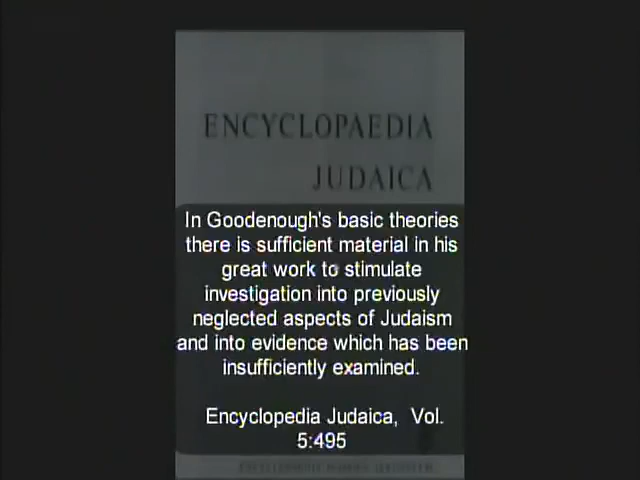 ENCYCLOPAEDIA
JUDAICA
In Goodenough's basic theories
there is sufficient material in his
great work to stimulate
investigation into previously
neglected aspects of Judaism
and into evidence which has been
insufficiently examined.
Encyclopedia Judaica, Vol.
5:495